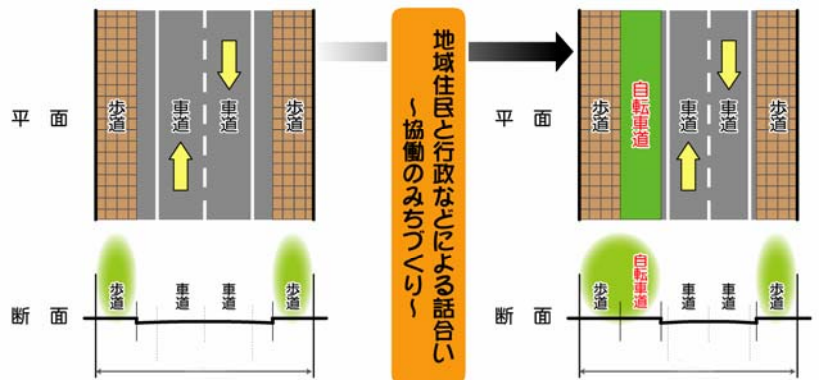 平面
歩道
車道
車道
歩道
断面
歩道
車道
車道
歩道
地域住民と行政などによる話合い
～協働のみちづくり～
平面
歩道
自転車道
車道
車道
歩道
断面
歩道
自転車道
車道
車道
歩道